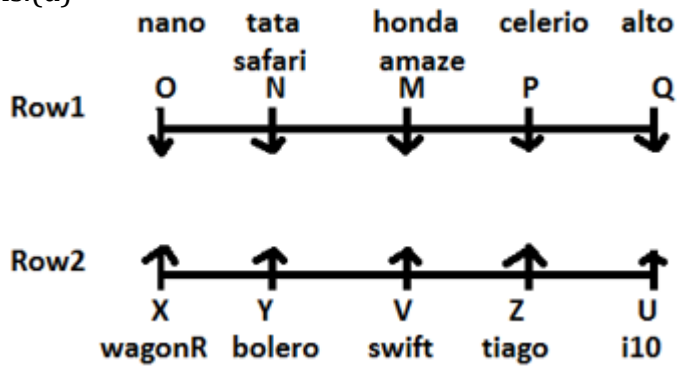 nano tata honda celerio alto
safari amaze
O N M P Q
Row1
Row2
X Y V Z U
wagonR bolero swift tiago i10